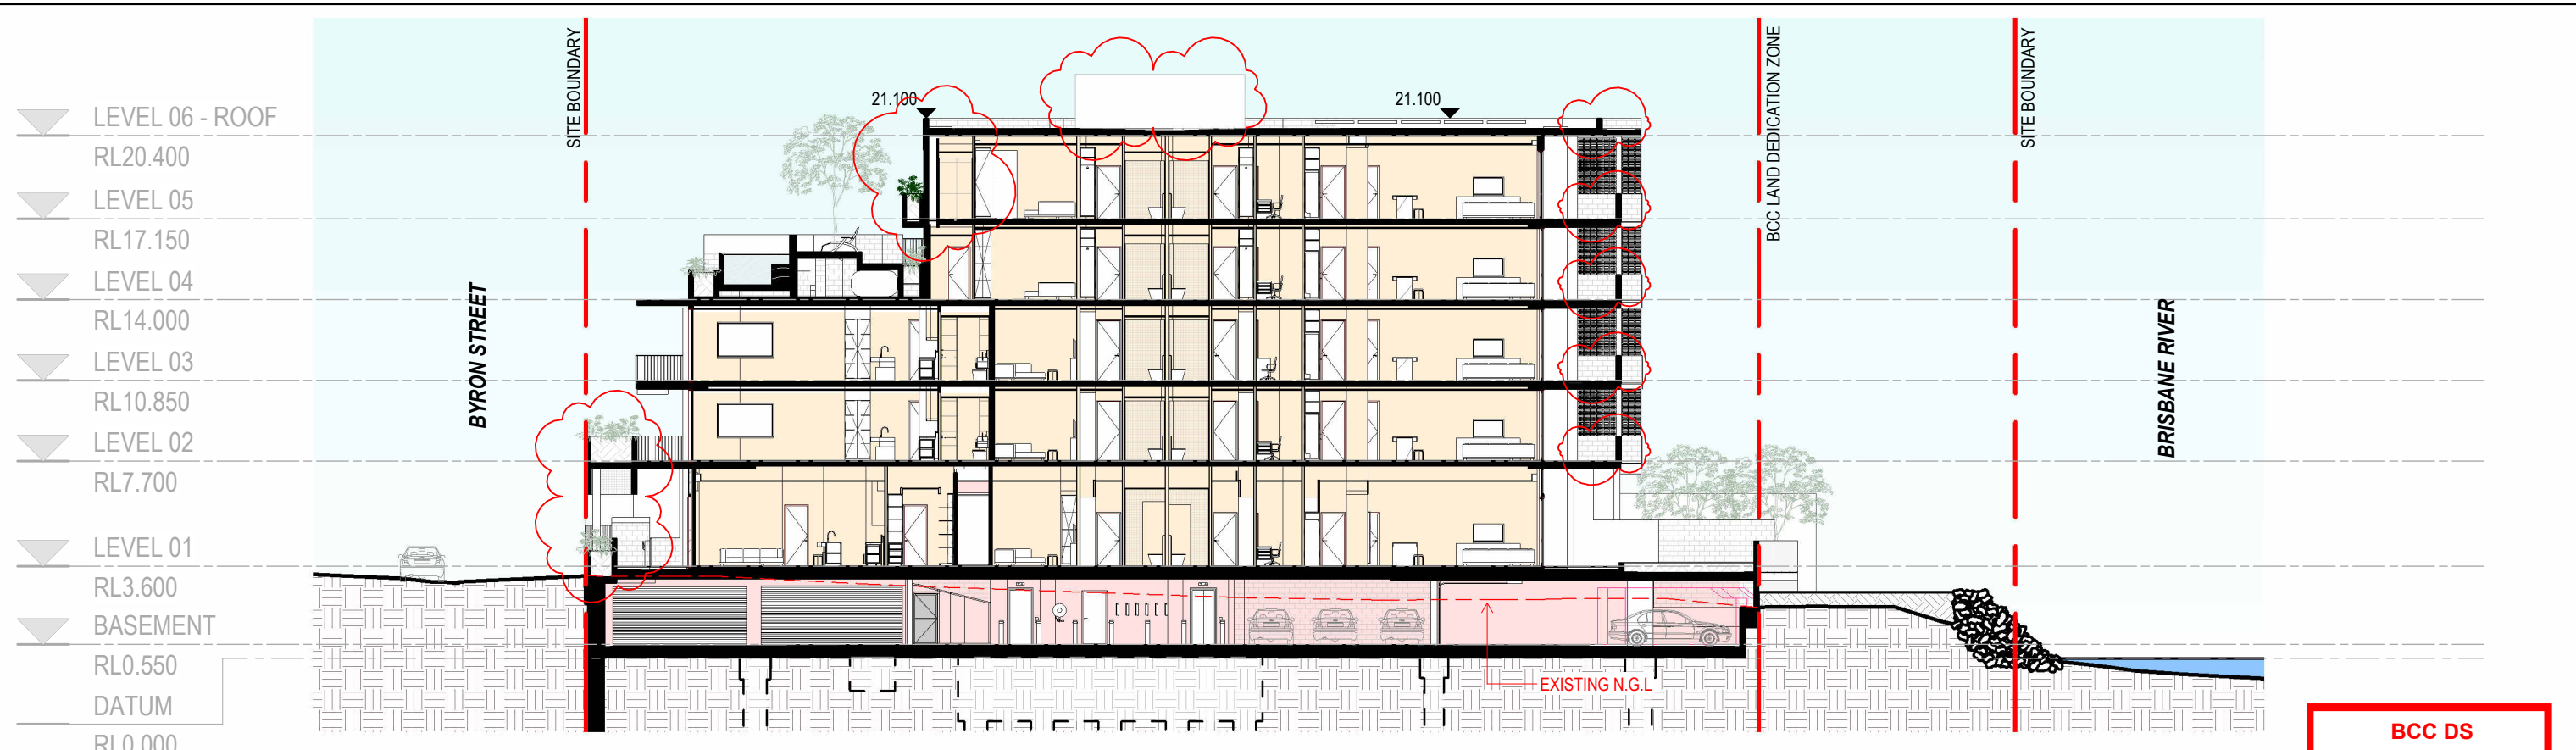 SITE BOUNDARY
BCC LAND DEDICATION ZONE
SITE BOUNDARY
21.100
21.100
LEVEL 06 - ROOF
RL20.400
LEVEL 05
RL17.150
LEVEL 04
RL14.000
LEVEL 03
RL10.850
LEVEL 02
RL7.700
LEVEL 01
RL3.600
BASEMENT
RL0.550
DATUM
RL0.000
BYRON STREET
BRISBANE RIVER
EXISTING N.G.L
BCC DS